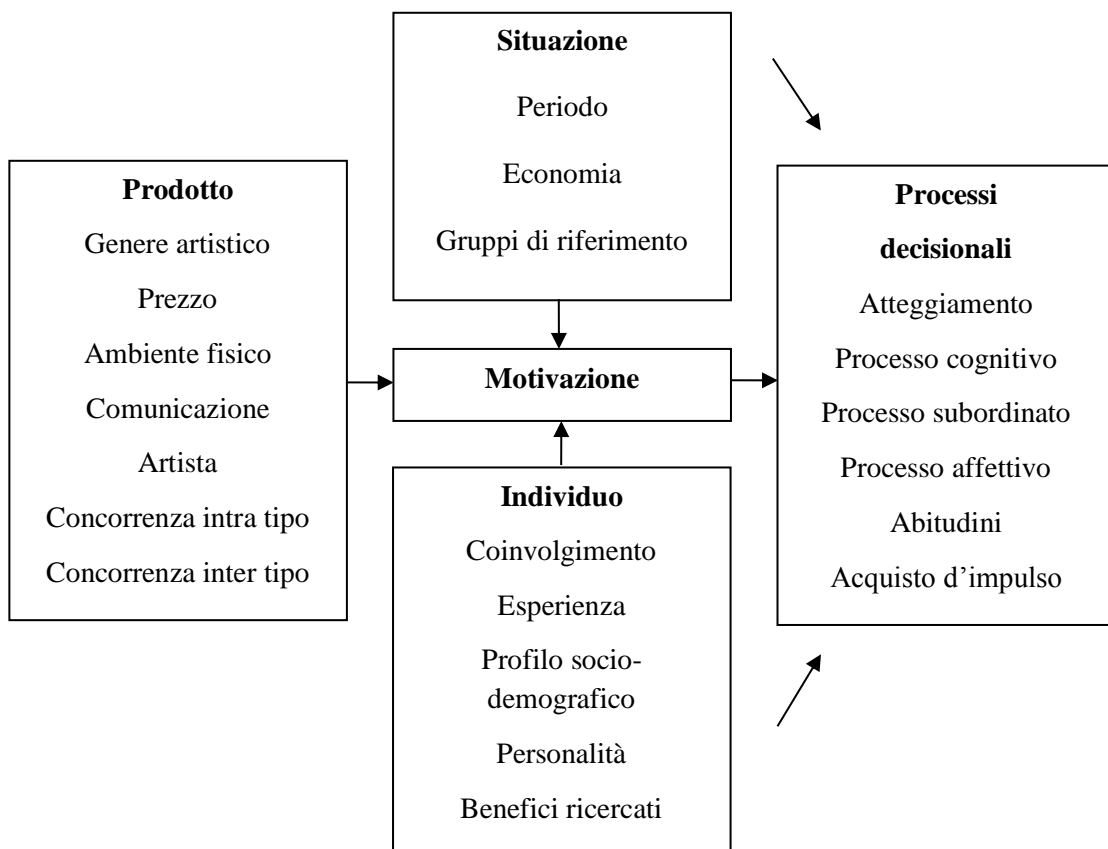 Situazione
Periodo
Economia
Gruppi di riferimento
Prodotto
Genere artistico
Prezzo
Ambiente fisico
Comunicazione
Artista
Concorrenza intra tipo
Concorrenza inter tipo
Motivazione
Individuo
Coinvolgimento
Esperienza
Profilo socio-
demografico
Personalità
Benefici ricercati
Processi
decisionali
Atteggiamento
Processo cognitivo
Processo subordinato
Processo affettivo
Abitudini
Acquisto d’impulso